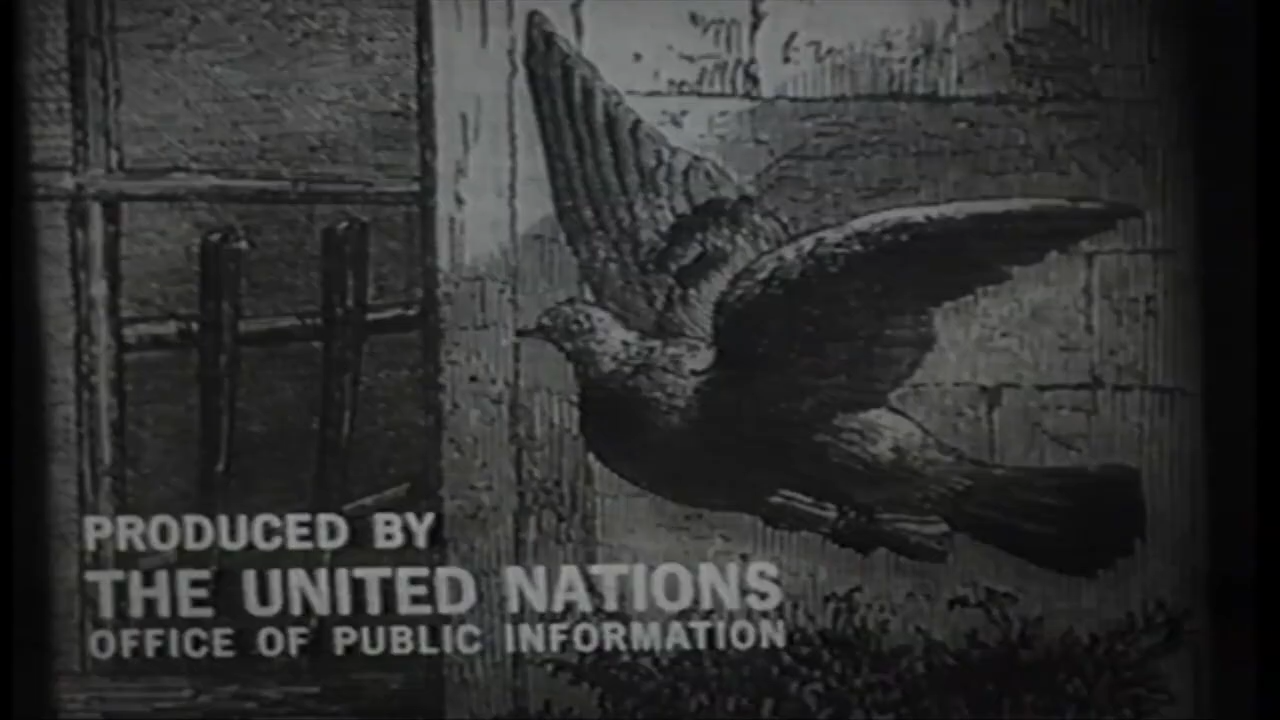 PRODUCED BY
THE UNITED NATIONS
OFFICE OF PUBLIC INFORMATION